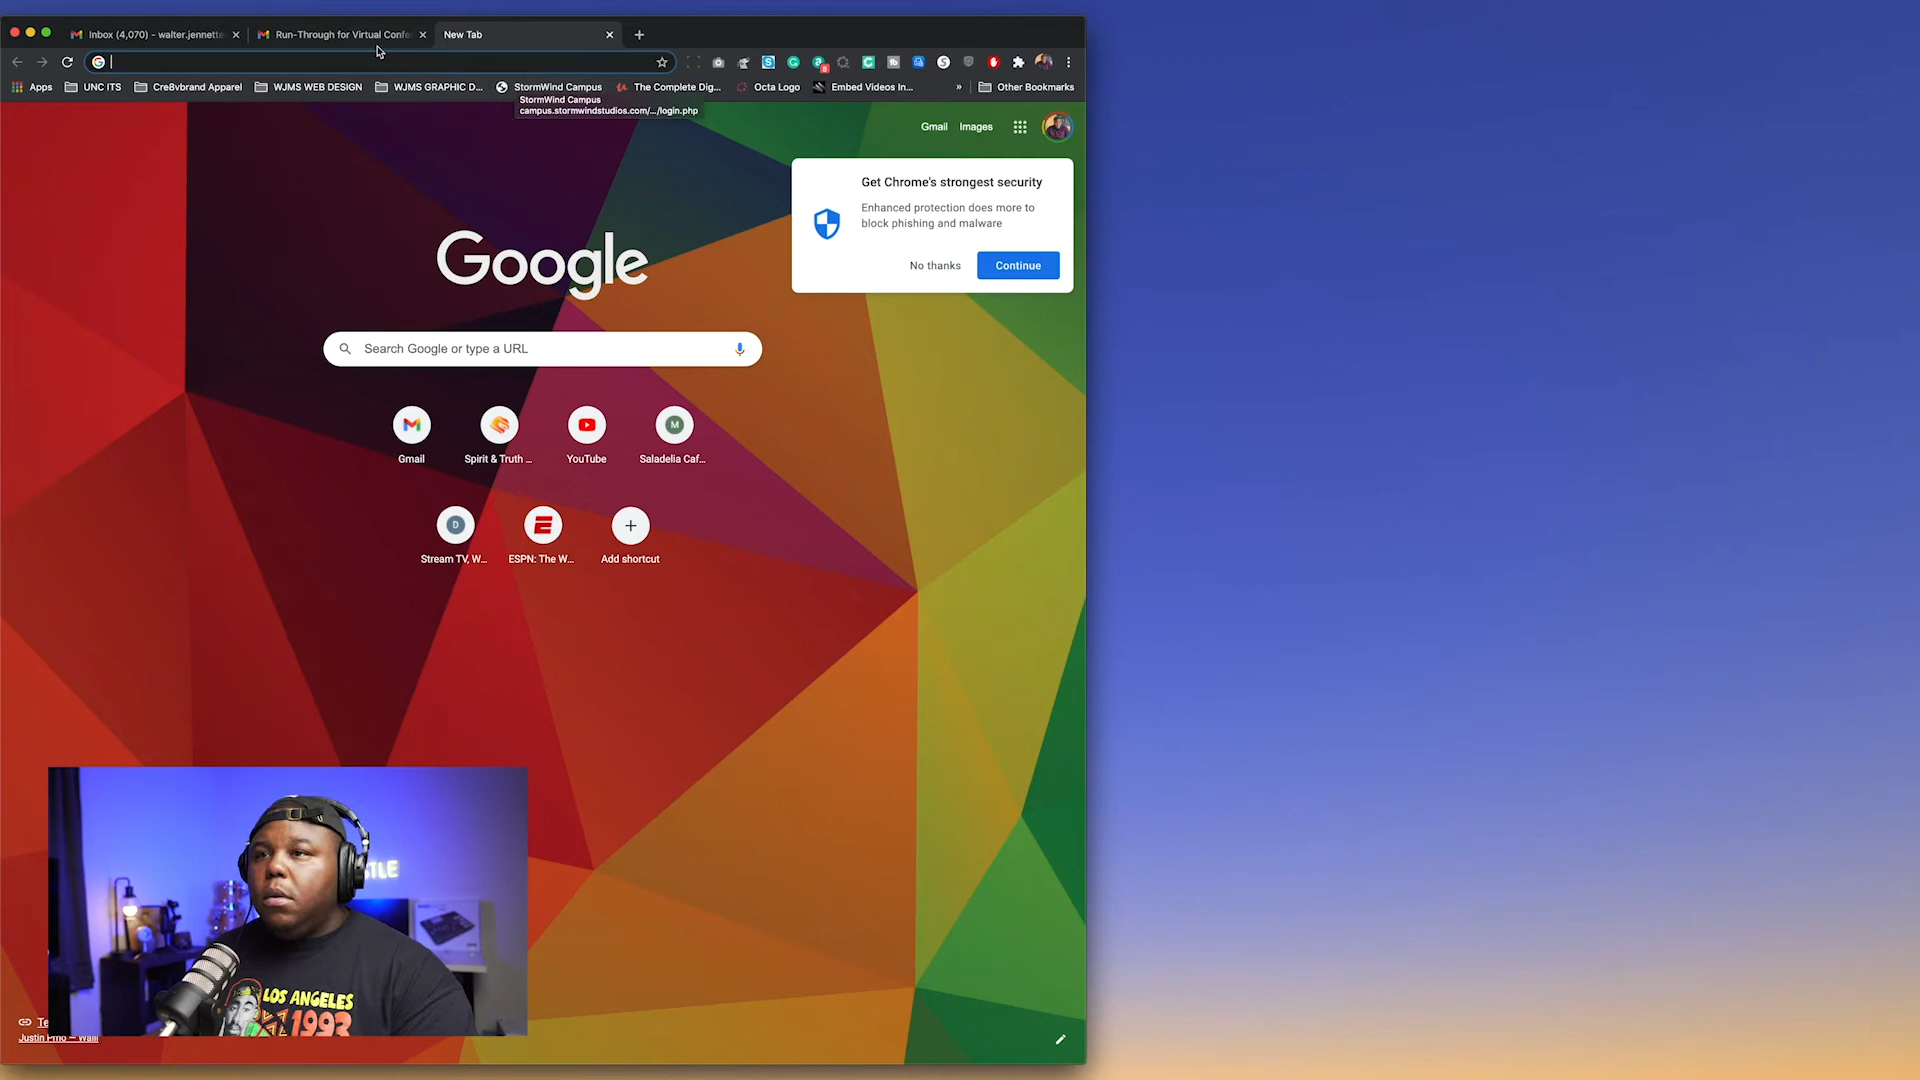 Inbox (4,070) - walter.jennette
Run-Through for Virtual Confe
New Tab
Apps
UNC ITS
Cre8vbrand Apparel
WJMS WEB DESIGN
WJMS GRAPHIC D...
StormWind Campus
The Complete Dig...
Octa Logo
Embed Videos In...
»
Other Bookmarks
StormWind Campus
campus.stormwindstudios.com/.../login.php
Gmail
Images
Get Chrome's strongest security
Enhanced protection does more to
block phishing and malware
No thanks
Continue
Google
Search Google or type a URL
Gmail
Spirit & Truth ...
YouTube
M
Saladelia Caf...
D
Stream TV, W...
ESPN: The W...
Add shortcut
STLE
LOS ANGELES
1993
Te